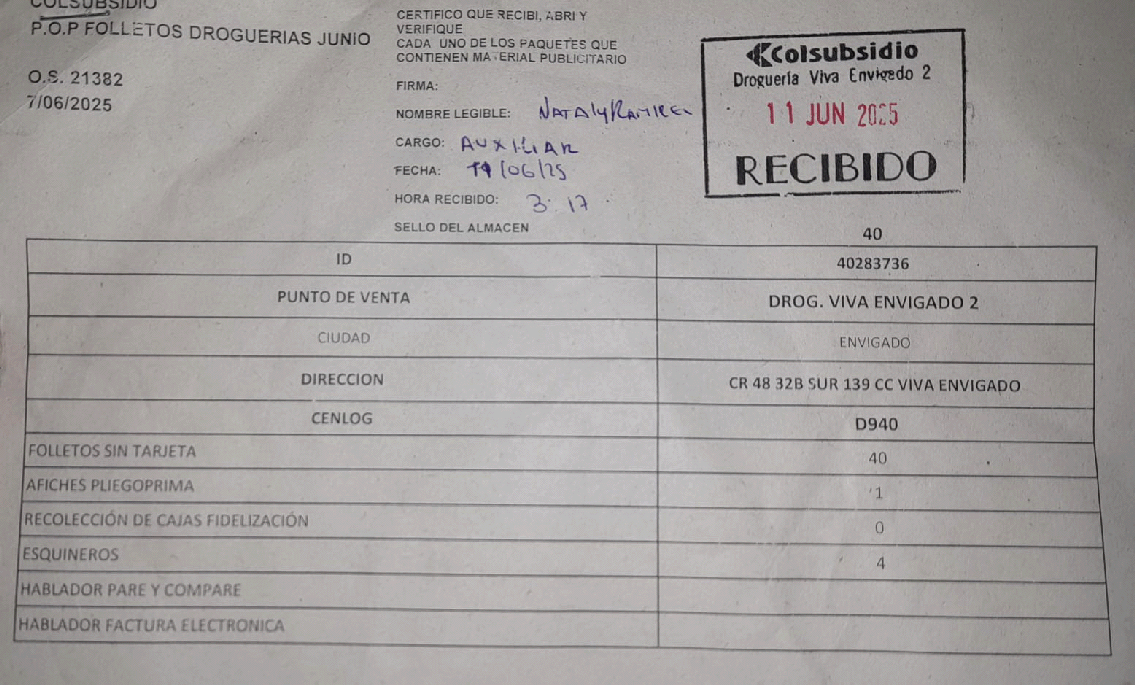 COLSUBSIDIO
P.O.P FOLLETOS DROGUERIAS JUNIO
O.S. 21382
7/06/2025
CERTIFICO QUE RECIBI, ABRI Y
VERIFIQUE
CADA UNO DE LOS PAQUETES QUE
CONTIENEN MATERIAL PUBLICITARIO
FIRMA:
NOMBRE LEGIBLE: NATALY RAMIREZ
CARGO: AUXILIAR
FECHA: 11/06/25
HORA RECIBIDO: 3:17
SELLO DEL ALMACEN
Colsubsidio
Droguería Viva Envigado 2
11 JUN 2025
RECIBIDO
40
ID 40283736
PUNTO DE VENTA DROG. VIVA ENVIGADO 2
CIUDAD ENVIGADO
DIRECCION CR 48 32B SUR 139 CC VIVA ENVIGADO
CENLOG D940
FOLLETOS SIN TARJETA 40
AFICHES PLIEGOPRIMA 1
RECOLECCIÓN DE CAJAS FIDELIZACIÓN 0
ESQUINEROS 4
HABLADOR PARE Y COMPARE
HABLADOR FACTURA ELECTRONICA